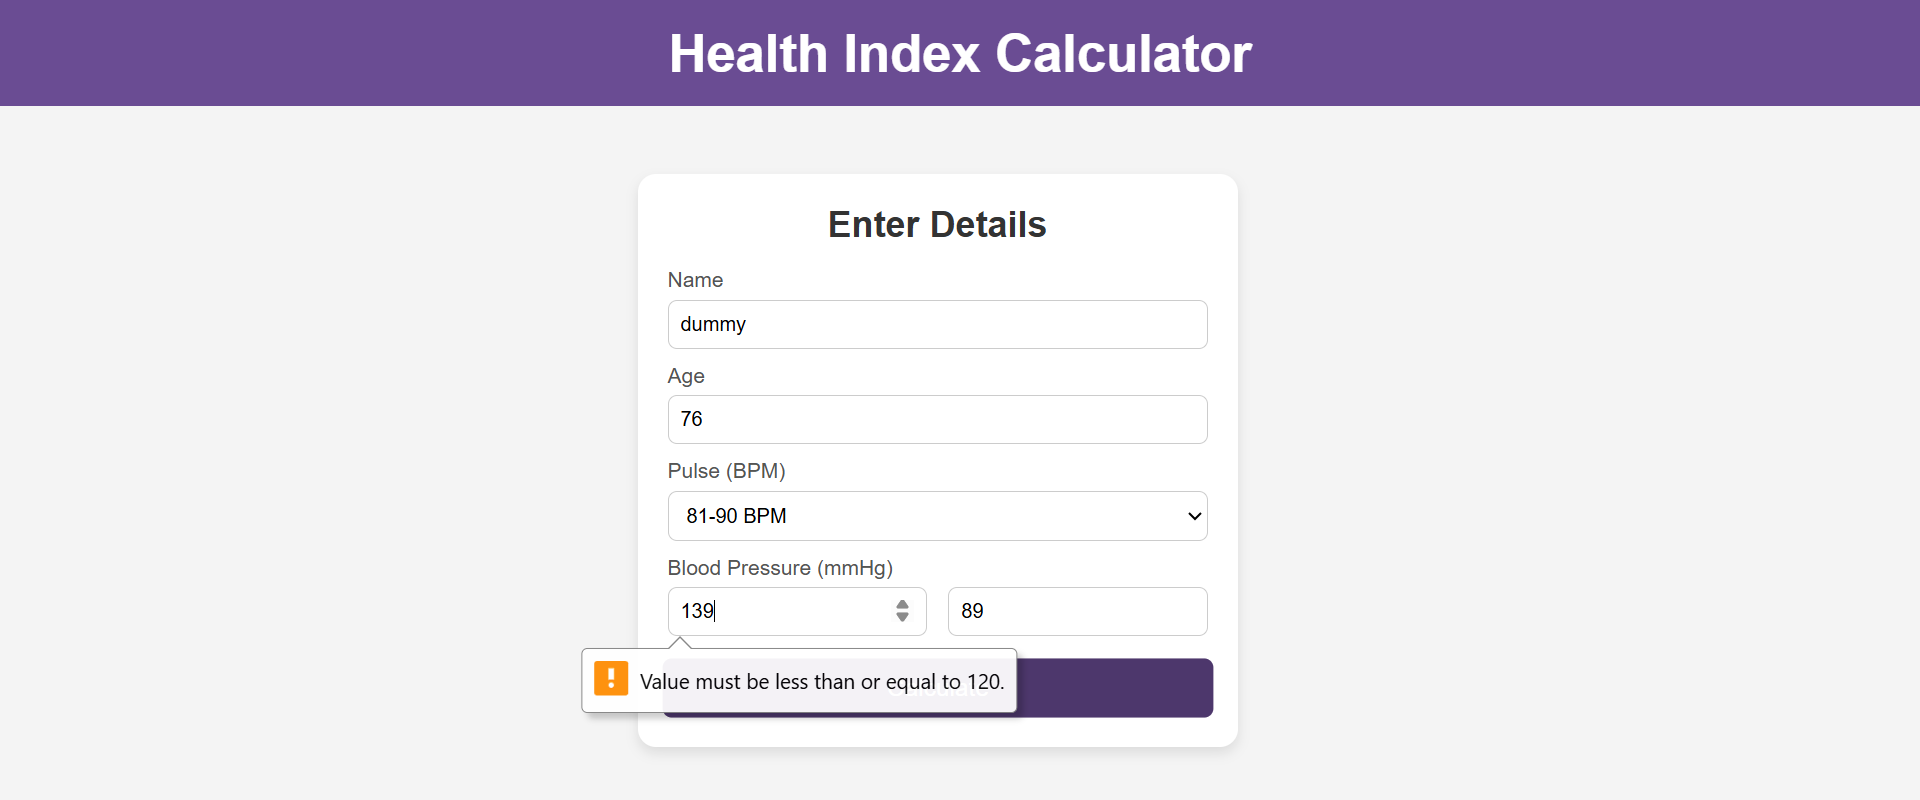 Health Index Calculator
Enter Details
Name
dummy
Age
76
Pulse (BPM)
81-90 BPM
Blood Pressure (mmHg)
139 89
Value must be less than or equal to 120.